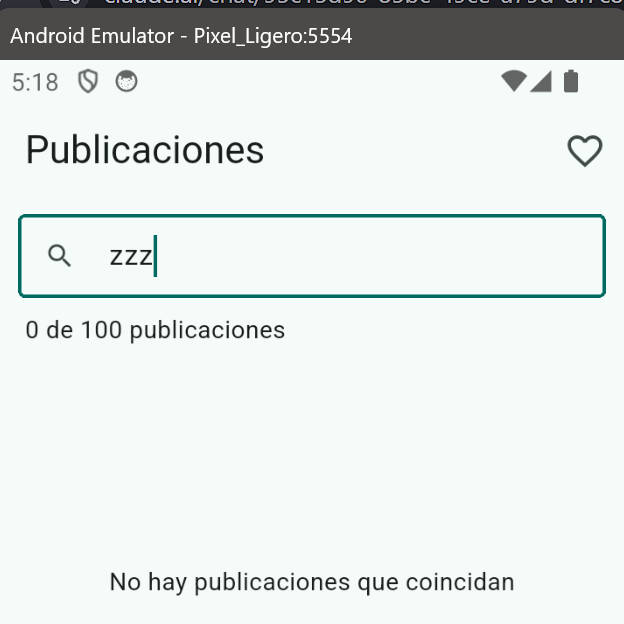 Android Emulator - Pixel_Ligero:5554
5:18
Publicaciones
zzz
0 de 100 publicaciones
No hay publicaciones que coincidan